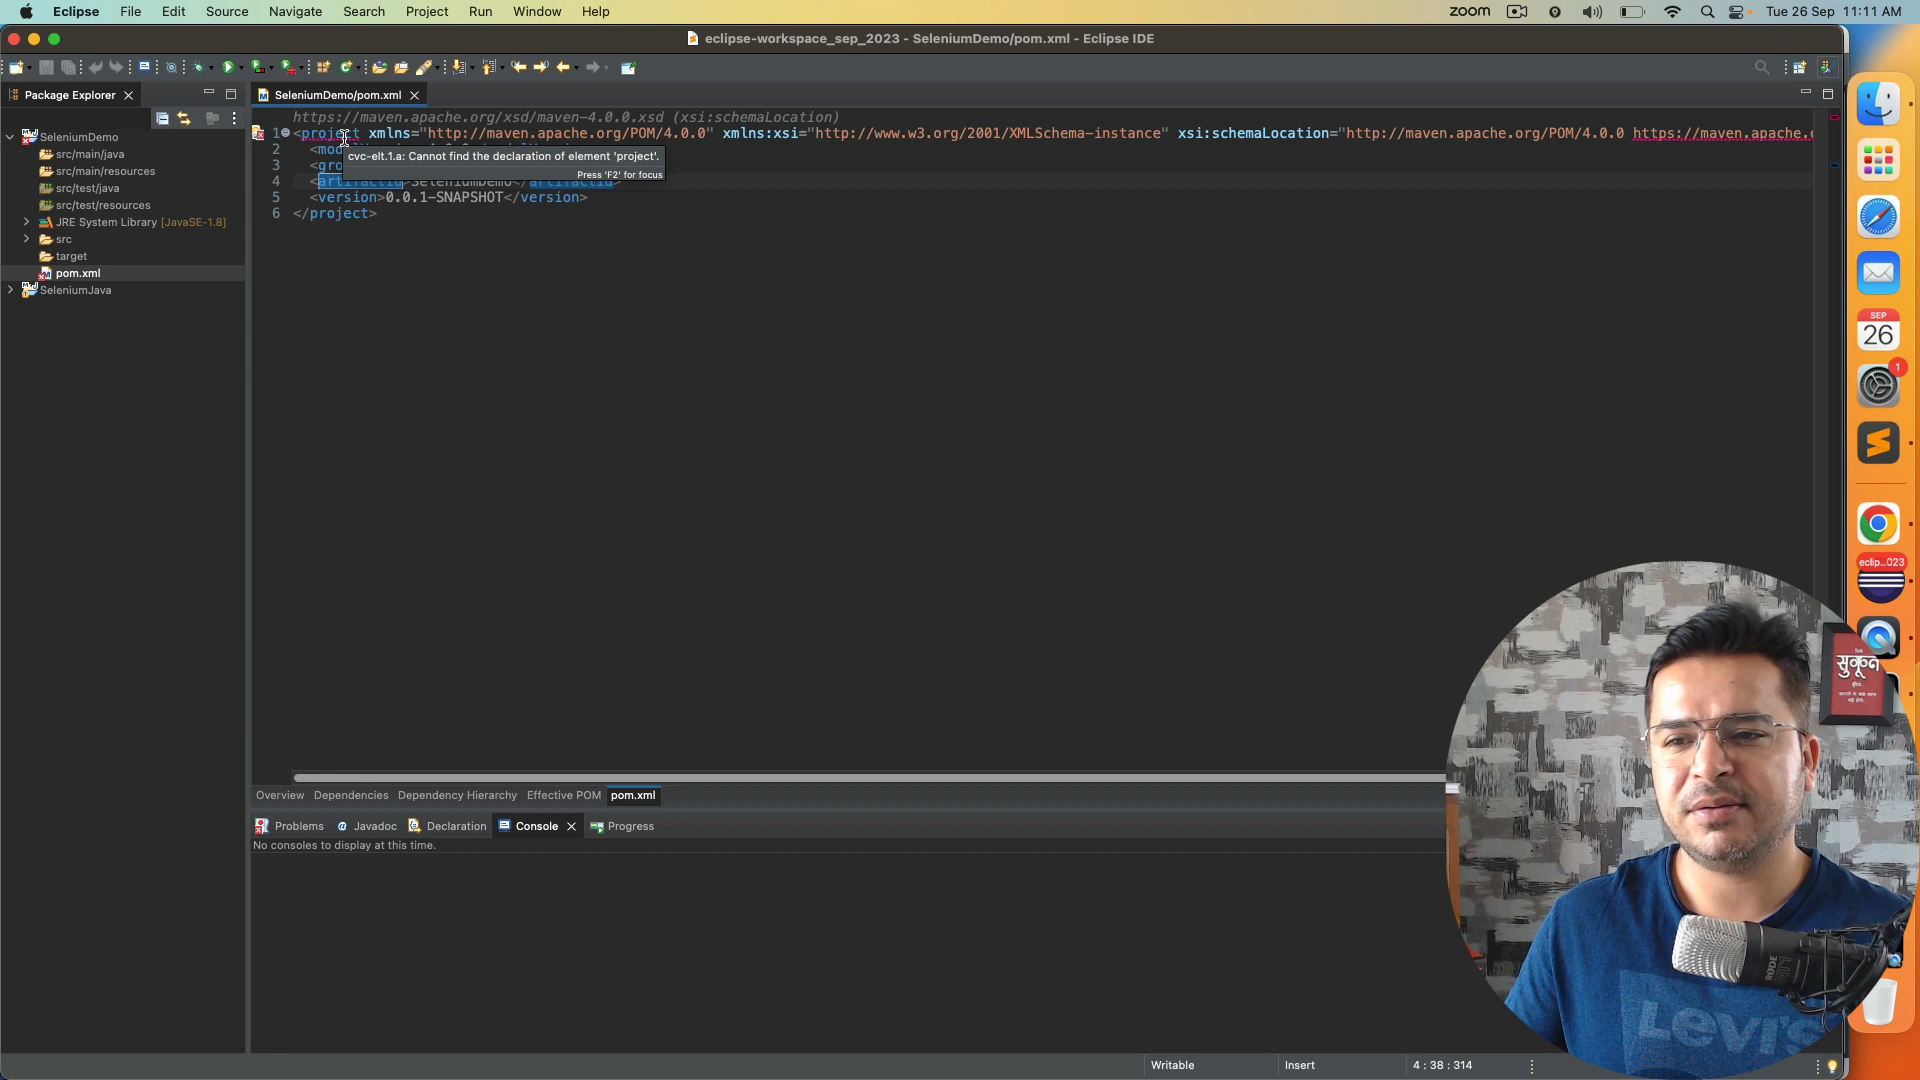 Eclipse File Edit Source Navigate Search Project Run Window Help
zoom Tue 26 Sep 11:11 AM
eclipse-workspace_sep_2023 - SeleniumDemo/pom.xml - Eclipse IDE
Package Explorer
SeleniumDemo/pom.xml
SeleniumDemo
src/main/java
src/main/resources
src/test/java
src/test/resources
JRE System Library [JavaSE-1.8]
src
target
pom.xml
SeleniumJava
https://maven.apache.org/xsd/maven-4.0.0.xsd (xsi:schemaLocation)
1 <project xmlns="http://maven.apache.org/POM/4.0.0" xmlns:xsi="http://www.w3.org/2001/XMLSchema-instance" xsi:schemaLocation="http://maven.apache.org/POM/4.0.0 https://maven.apache.o
2 <mod
3 <gro
4 <artifactId>SeleniumDemo</artifactId>
5 <version>0.0.1-SNAPSHOT</version>
6 </project>
cvc-elt.1.a: Cannot find the declaration of element 'project'.
Press 'F2' for focus
Overview Dependencies Dependency Hierarchy Effective POM pom.xml
Problems Javadoc Declaration Console Progress
No consoles to display at this time.
Writable Insert 4 : 38 : 314
SEP
26
1
eclip...023
सुकून
RØDE
Levi's